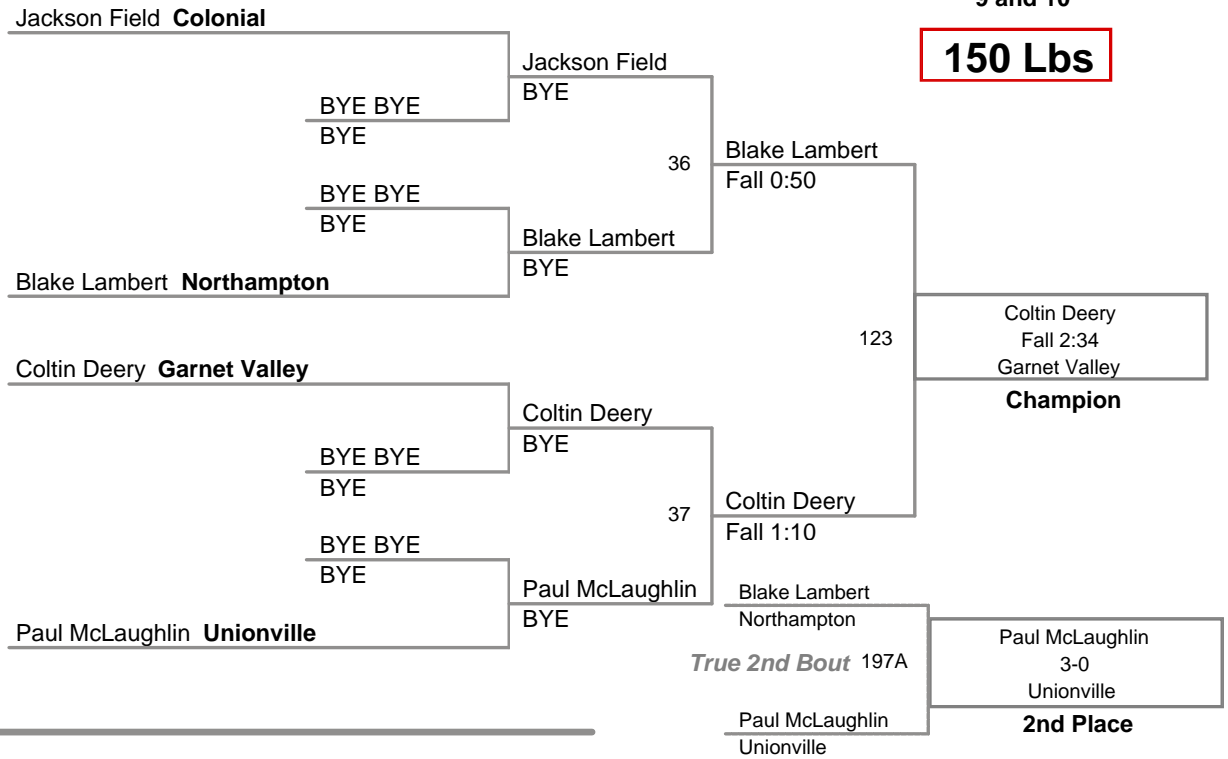 9 and 10
150 Lbs
Jackson Field Colonial
Jackson Field
BYE
BYE BYE
BYE
36
Blake Lambert
Fall 0:50
BYE BYE
BYE
Blake Lambert
BYE
Blake Lambert Northampton
123
Coltin Deery
Fall 2:34
Garnet Valley
Champion
Coltin Deery Garnet Valley
Coltin Deery
BYE
BYE BYE
BYE
37
Coltin Deery
Fall 1:10
BYE BYE
BYE
Paul McLaughlin
BYE
Paul McLaughlin Unionville
Blake Lambert
Northampton
True 2nd Bout 197A
Paul McLaughlin
Unionville
Paul McLaughlin
3-0
Unionville
2nd Place